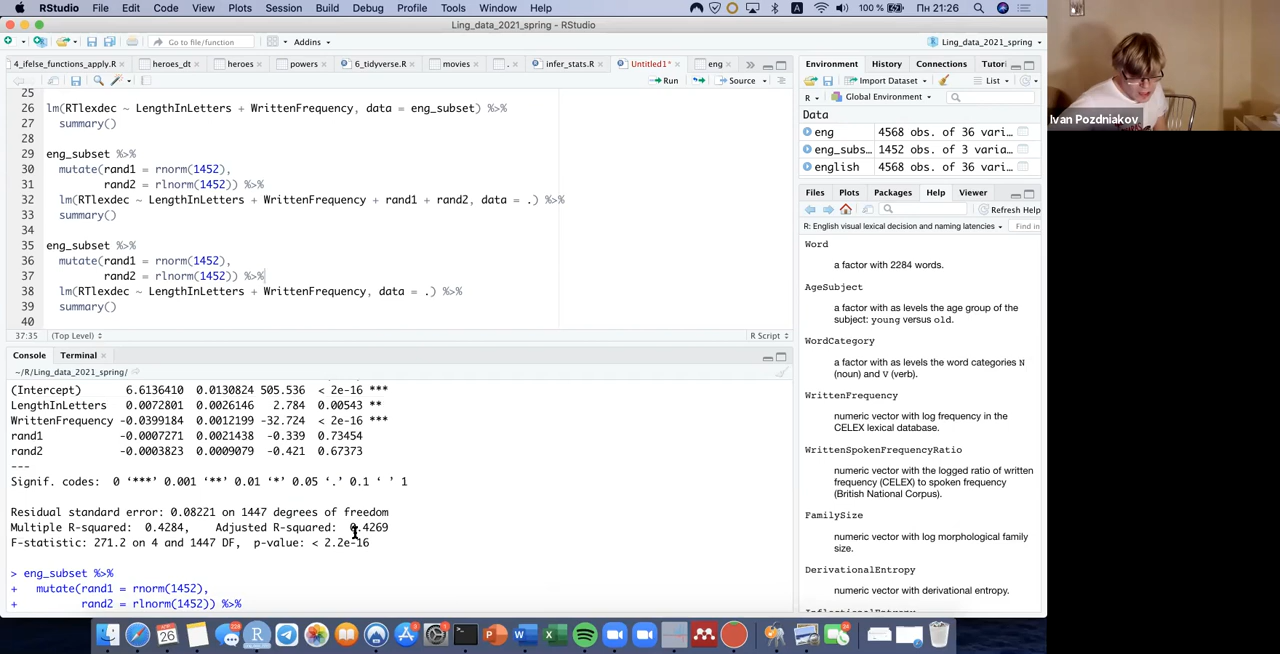 RStudio File Edit Code View Plots Session Build Debug Profile Tools Window Help 100 % Пн 21:26
Ling_data_2021_spring - RStudio
Go to file/function Addins Ling_data_2021_spring
4_ifelse_functions_apply.R heroes_dt heroes powers 6_tidyverse.R movies infer_stats.R Untitled1* eng
Environment History Connections Tutori
Run Source
Import Dataset List
R Global Environment
Data
eng 4568 obs. of 36 vari…
eng_subs… 1452 obs. of 3 varia…
english 4568 obs. of 36 vari…
Ivan Pozdniakov
25
26 lm(RTlexdec ~ LengthInLetters + WrittenFrequency, data = eng_subset) %>%
27 summary()
28
29 eng_subset %>%
30 mutate(rand1 = rnorm(1452),
31 rand2 = rlnorm(1452)) %>%
32 lm(RTlexdec ~ LengthInLetters + WrittenFrequency + rand1 + rand2, data = .) %>%
33 summary()
34
35 eng_subset %>%
36 mutate(rand1 = rnorm(1452),
37 rand2 = rlnorm(1452)) %>%
38 lm(RTlexdec ~ LengthInLetters + WrittenFrequency, data = .) %>%
39 summary()
40
37:35 (Top Level) R Script
Console Terminal
~/R/Ling_data_2021_spring/
(Intercept) 6.6136410 0.0130824 505.536 < 2e-16 ***
LengthInLetters 0.0072801 0.0026146 2.784 0.00543 **
WrittenFrequency -0.0399184 0.0012199 -32.724 < 2e-16 ***
rand1 -0.0007271 0.0021438 -0.339 0.73454
rand2 -0.0003823 0.0009079 -0.421 0.67373
---
Signif. codes: 0 ‘***’ 0.001 ‘**’ 0.01 ‘*’ 0.05 ‘.’ 0.1 ‘ ’ 1
Residual standard error: 0.08221 on 1447 degrees of freedom
Multiple R-squared: 0.4284, Adjusted R-squared: 0.4269
F-statistic: 271.2 on 4 and 1447 DF, p-value: < 2.2e-16
> eng_subset %>%
+ mutate(rand1 = rnorm(1452),
+ rand2 = rlnorm(1452)) %>%
Files Plots Packages Help Viewer
Refresh Help
R: English visual lexical decision and naming latencies Find in
Word
a factor with 2284 words.
AgeSubject
a factor with as levels the age group of the
subject: young versus old.
WordCategory
a factor with as levels the word categories N
(noun) and V (verb).
WrittenFrequency
numeric vector with log frequency in the
CELEX lexical database.
WrittenSpokenFrequencyRatio
numeric vector with the logged ratio of written
frequency (CELEX) to spoken frequency
(British National Corpus).
FamilySize
numeric vector with log morphological family
size.
DerivationalEntropy
numeric vector with derivational entropy.
InflectionalEntropy